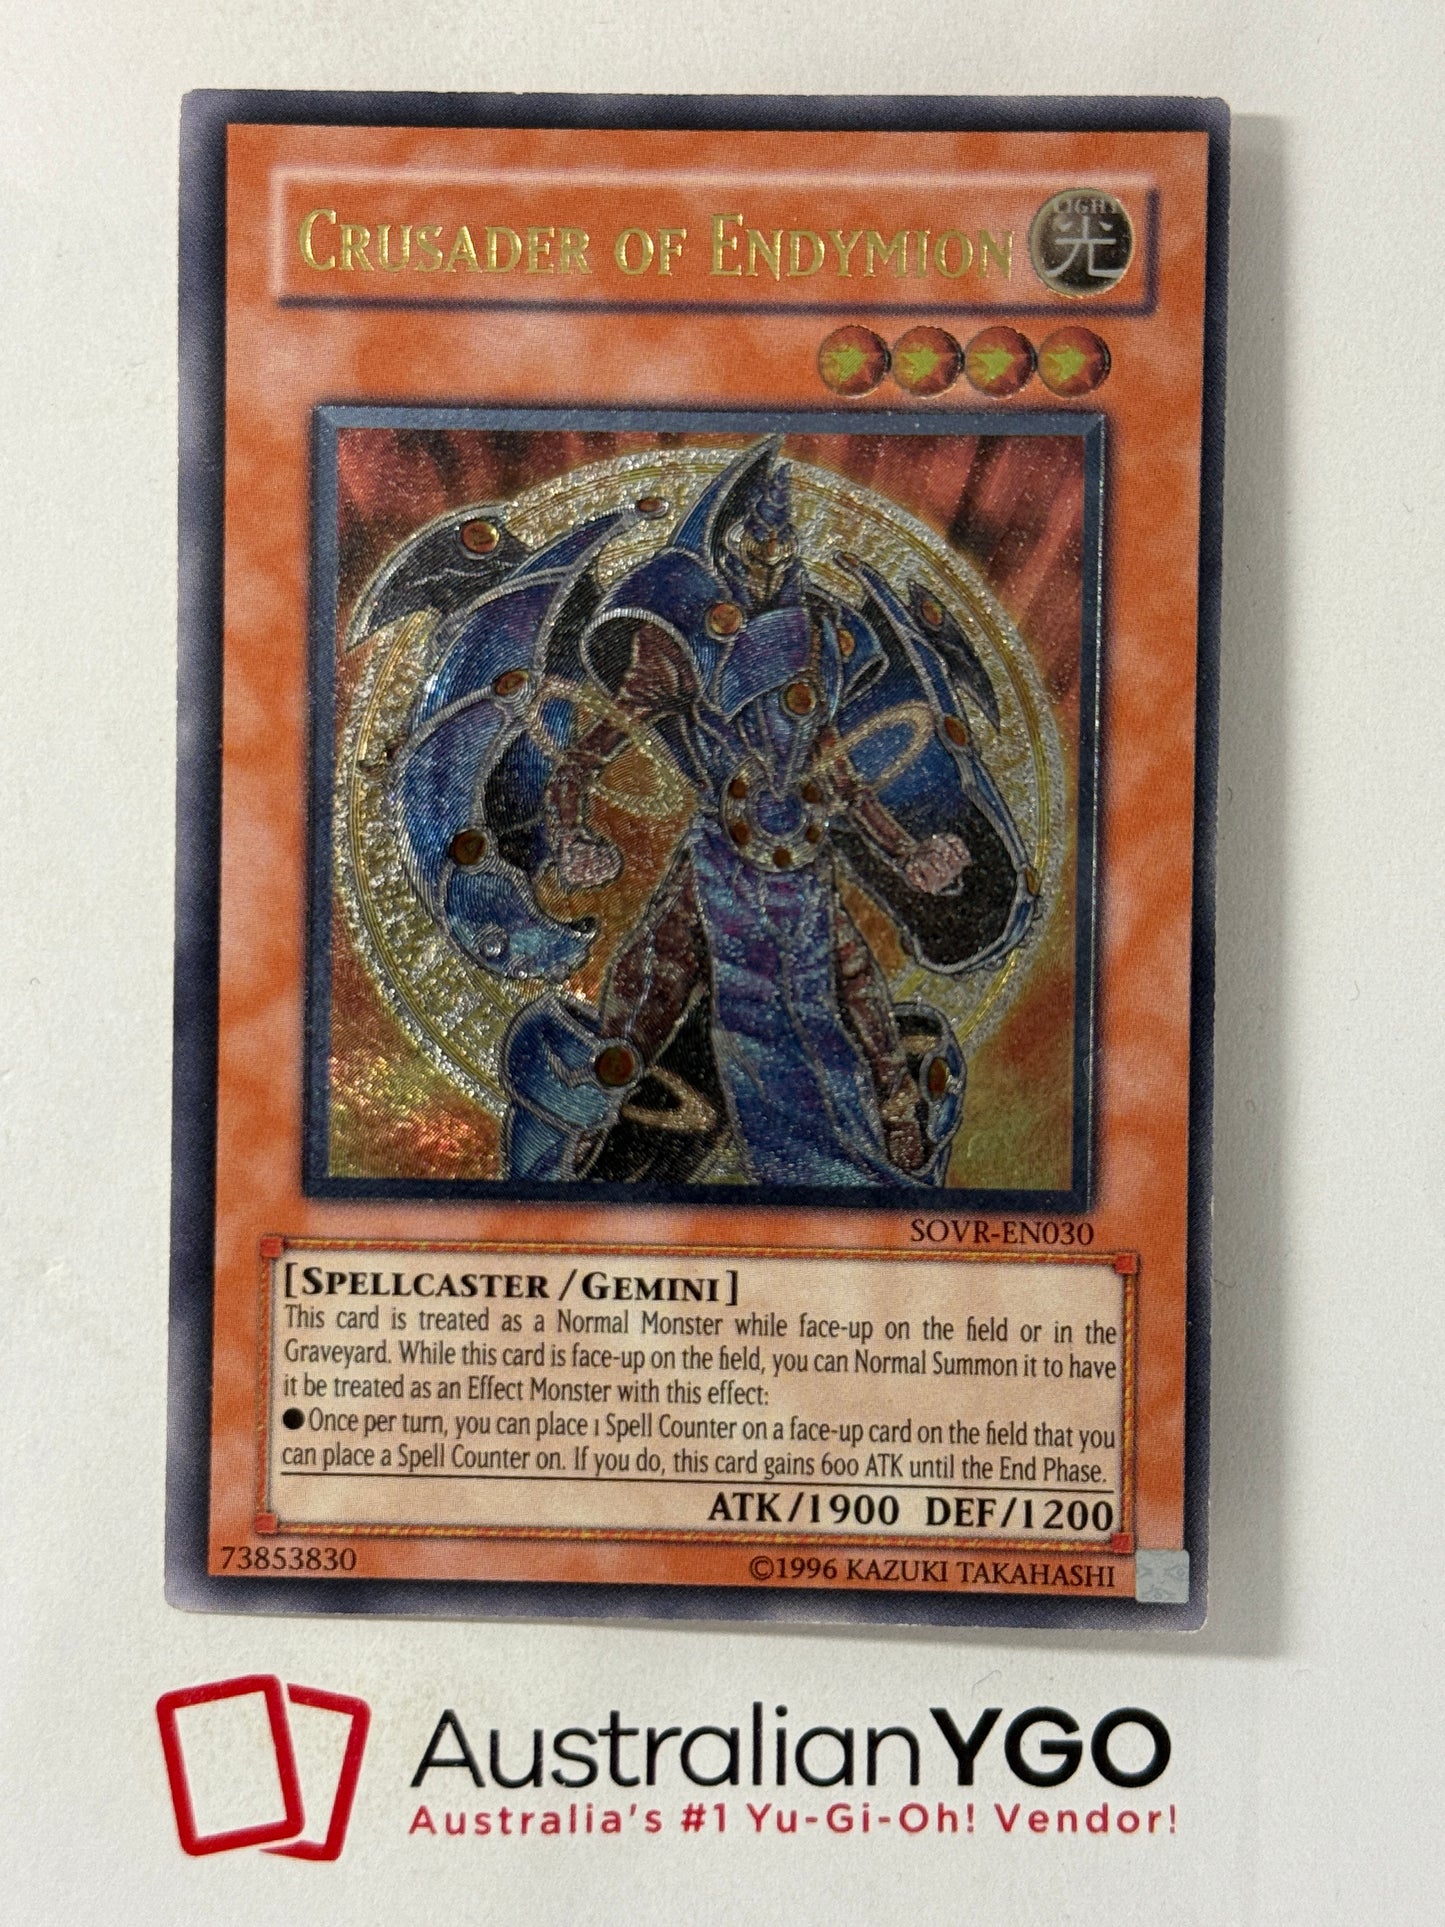 CRUSADER OF ENDYMION
LIGHT
光
SOVR-EN030
[SPELLCASTER / GEMINI]
This card is treated as a Normal Monster while face-up on the field or in the
Graveyard. While this card is face-up on the field, you can Normal Summon it to have
it be treated as an Effect Monster with this effect:
●Once per turn, you can place 1 Spell Counter on a face-up card on the field that you
can place a Spell Counter on. If you do, this card gains 600 ATK until the End Phase.
ATK/1900 DEF/1200
73853830
©1996 KAZUKI TAKAHASHI
AustralianYGO
Australia's #1 Yu-Gi-Oh! Vendor!